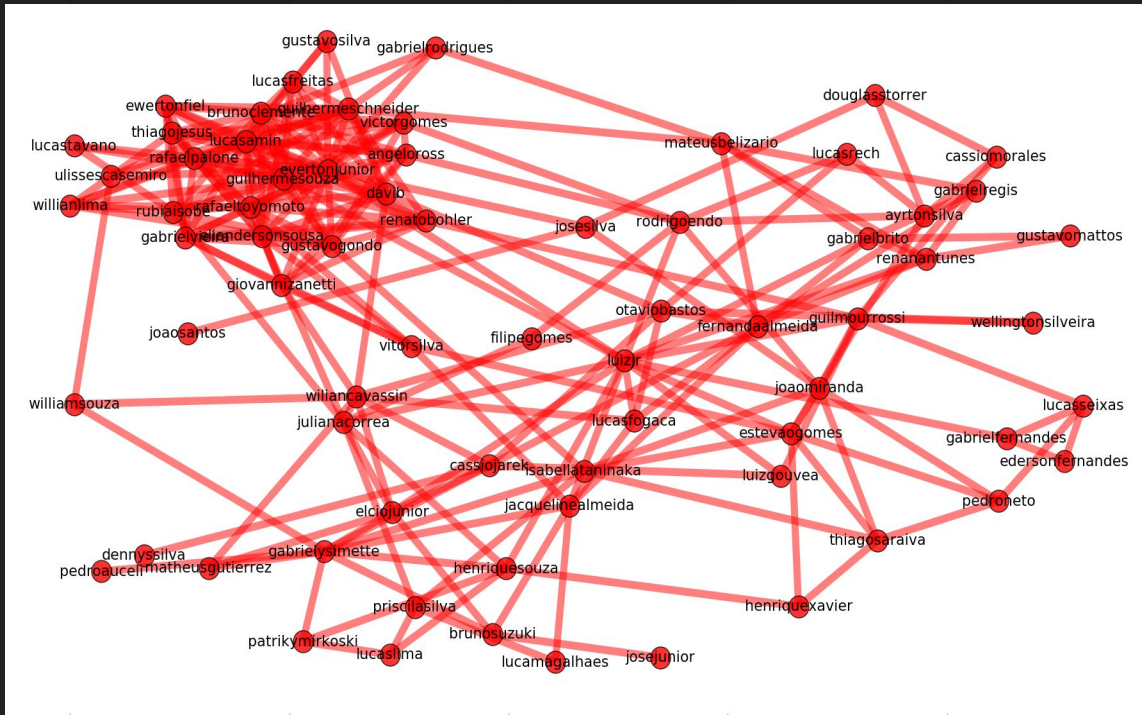 gustavosilva
gabrielrodrigues
lucasfreitas
douglasstorrer
ewertonfiel
brunoclemente
guilhermeschneider
victorgomes
thiagojesus
lucasamin
mateusbelizario
lucastavano
rafaelpalone
angeloross
lucasrech
cassiomorales
ulissescasemiro
evertonjunior
guilhermesouza
davib
gabrielregis
willianlima
rubiaisobe
rafaeltoyomoto
renatobohler
josesilva
rodrigoendo
ayrtonsilva
gabrielvieira
eliandersonsousa
gustavogondo
gabrielbrito
gustavomattos
renanantunes
giovannizanetti
otaviobastos
joaosantos
vitorsilva
filipegomes
fernandaalmeida
guilmourrossi
wellingtonsilveira
luizjr
joaomiranda
williamsouza
wiliancavassin
lucasseixas
julianacorrea
lucasfogaca
estevaogomes
gabrielfernandes
cassiojarek
isabellataninaka
luizgouvea
edersonfernandes
elciojunior
jacquelinealmeida
pedroneto
thiagosaraiva
dennyssilva
gabrielysimette
pedroauceli
matheusgutierrez
henriquesouza
priscilasilva
henriquexavier
patrikymirkoski
brunosuzuki
lucaslima
lucamagalhaes
josejunior